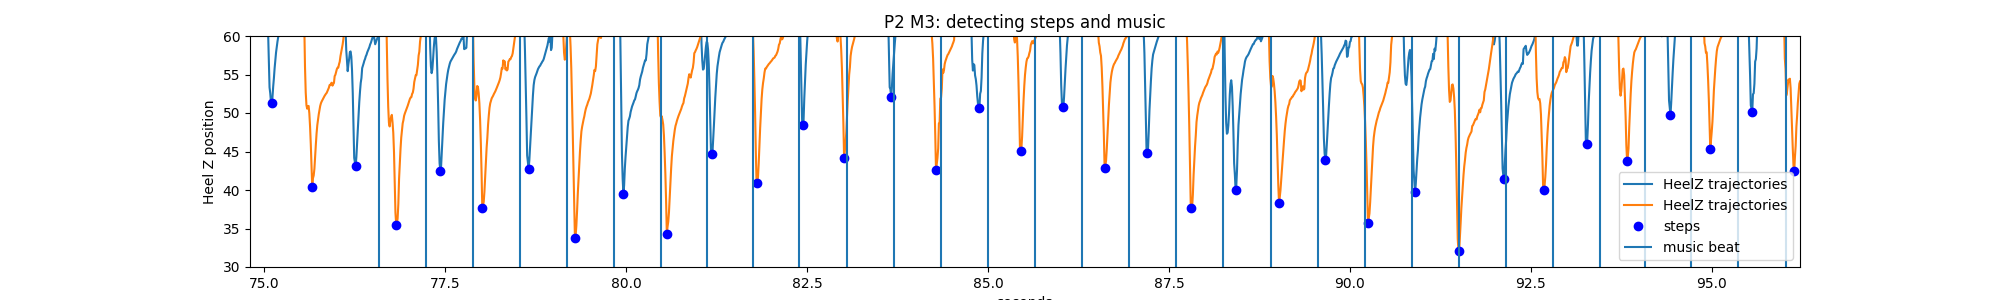 P2 M3: detecting steps and music
60
55
50
45
40
35
30
Heel Z position
HeelZ trajectories
HeelZ trajectories
steps
music beat
75.0 77.5 80.0 82.5 85.0 87.5 90.0 92.5 95.0